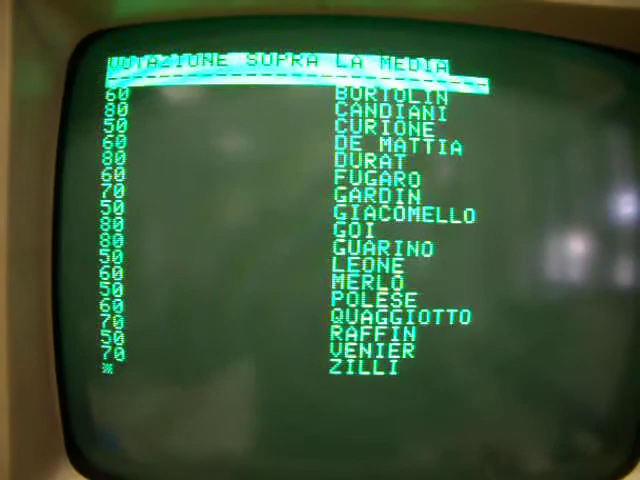 VOTAZIONE SOPRA LA MEDIA
60 BORTOLIN
80 CANDIANI
50 CURIONE
60 DE MATTIA
80 DURAT
60 FUGARO
70 GARDIN
50 GIACOMELLO
80 GOI
80 GUARINO
50 LEONE
60 MERLO
50 POLESE
60 QUAGGIOTTO
70 RAFFIN
50 VENIER
70 ZILLI